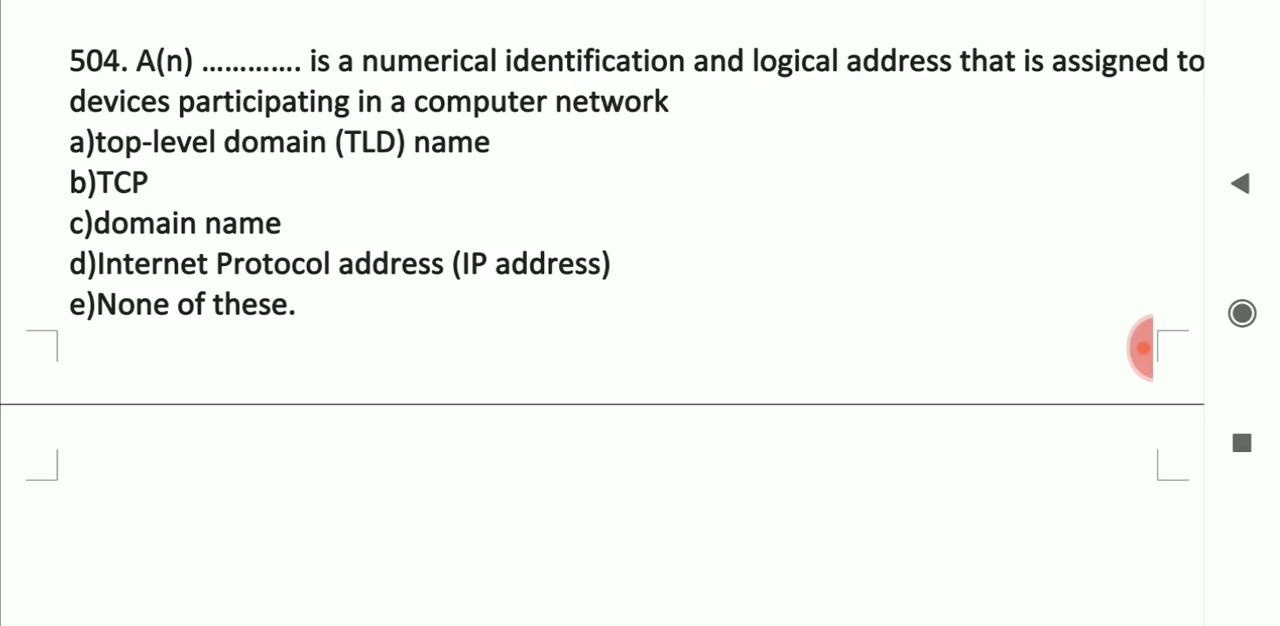 504. A(n) ............. is a numerical identification and logical address that is assigned to
devices participating in a computer network
a)top-level domain (TLD) name
b)TCP
c)domain name
d)Internet Protocol address (IP address)
e)None of these.